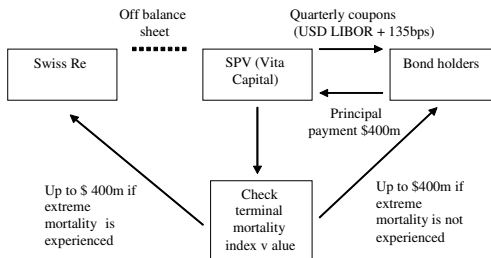 Off balance
sheet
Quarterly coupons
(USD LIBOR + 135bps)
Swiss Re
SPV (Vita
Capital)
Bond holders
Principal
payment $400m
Up to $ 400m if
extreme
mortality is
experienced
Check
terminal
mortality
index v alue
Up to $400m if
extreme
mortality is not
experienced